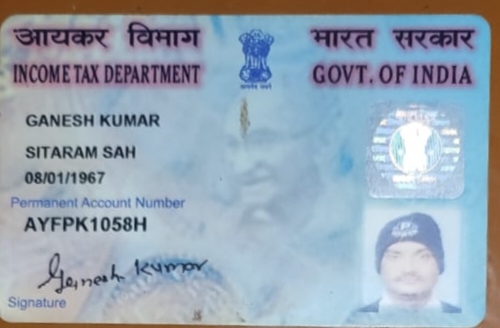 आयकर विभाग
INCOME TAX DEPARTMENT
भारत सरकार
GOVT. OF INDIA
GANESH KUMAR
SITARAM SAH
08/01/1967
Permanent Account Number
AYFPK1058H
Ganesh Kumar
Signature